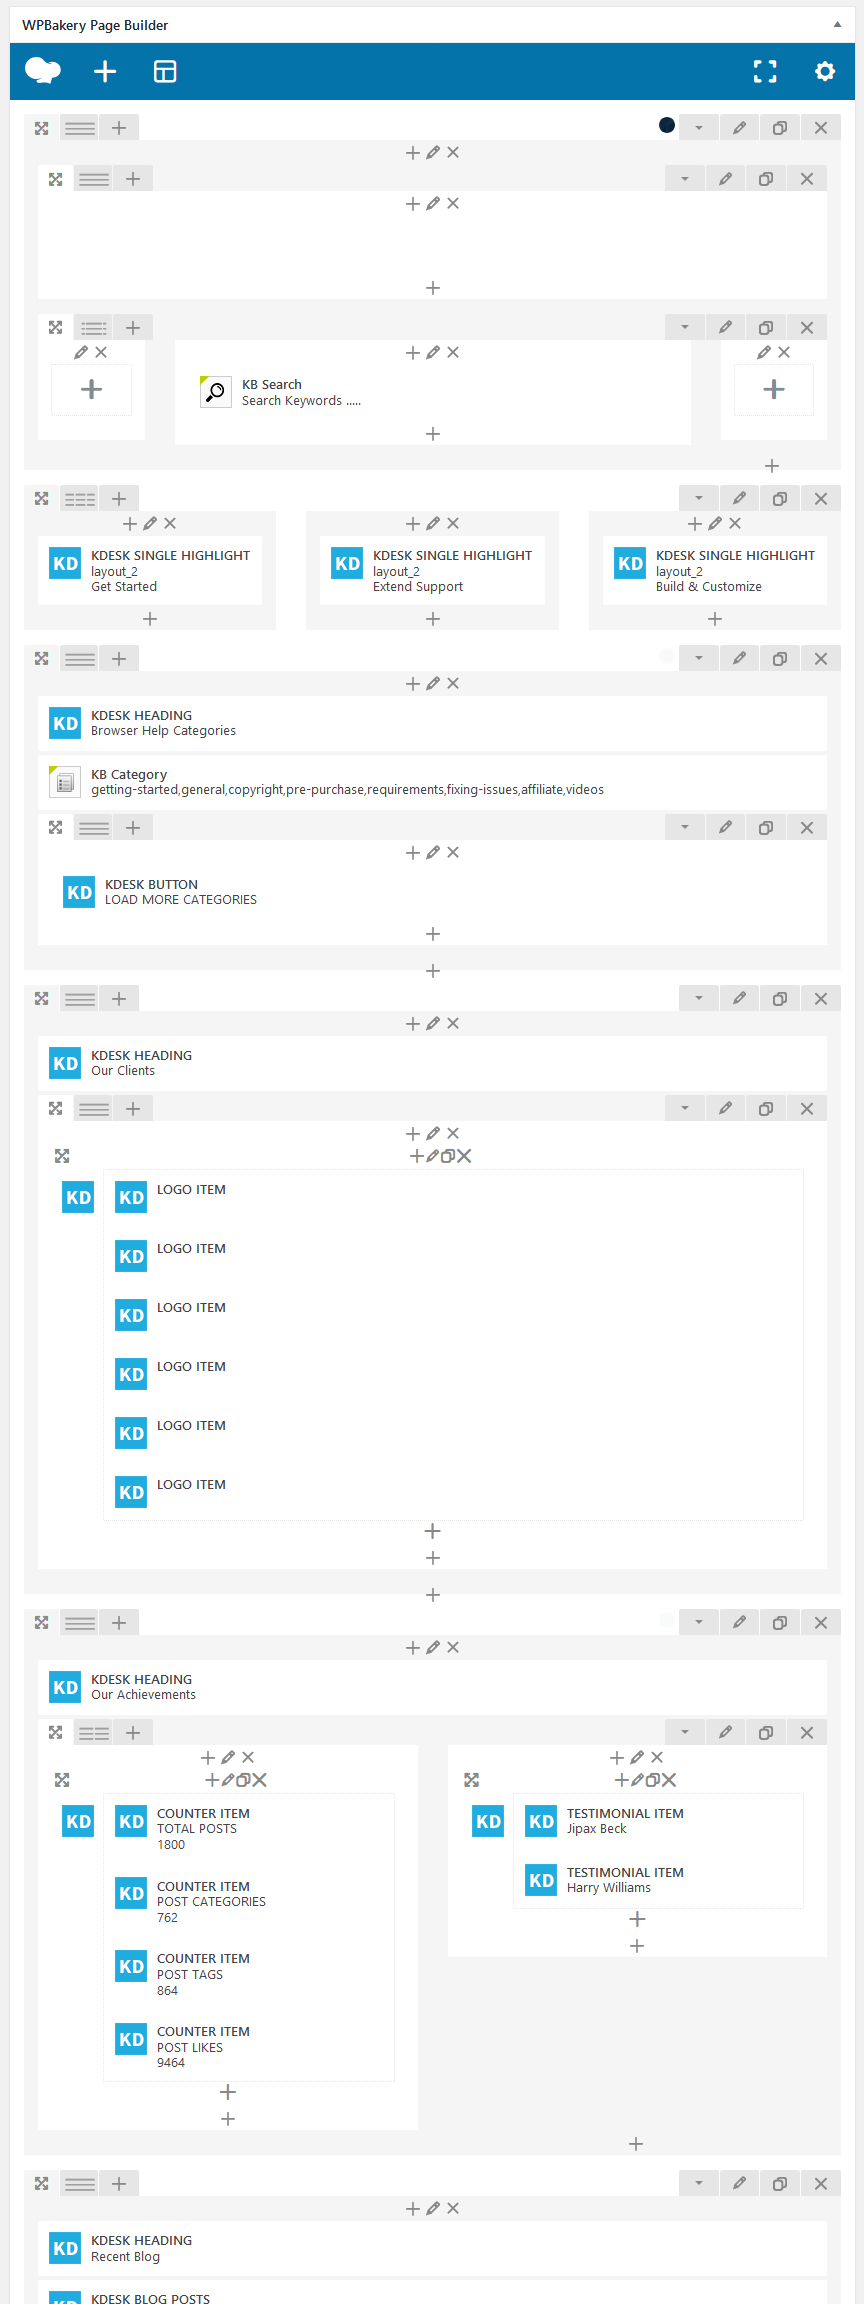 WPBakery Page Builder
KB Search
Search Keywords .....
KD KDESK SINGLE HIGHLIGHT
layout_2
Get Started
KD KDESK SINGLE HIGHLIGHT
layout_2
Extend Support
KD KDESK SINGLE HIGHLIGHT
layout_2
Build & Customize
KD KDESK HEADING
Browser Help Categories
KB Category
getting-started,general,copyright,pre-purchase,requirements,fixing-issues,affiliate,videos
KD KDESK BUTTON
LOAD MORE CATEGORIES
KD KDESK HEADING
Our Clients
KD KD LOGO ITEM
KD LOGO ITEM
KD LOGO ITEM
KD LOGO ITEM
KD LOGO ITEM
KD LOGO ITEM
KD KDESK HEADING
Our Achievements
KD KD COUNTER ITEM
TOTAL POSTS
1800
KD COUNTER ITEM
POST CATEGORIES
762
KD COUNTER ITEM
POST TAGS
864
KD COUNTER ITEM
POST LIKES
9464
KD KD TESTIMONIAL ITEM
Jipax Beck
KD TESTIMONIAL ITEM
Harry Williams
KD KDESK HEADING
Recent Blog
KDESK BLOG POSTS